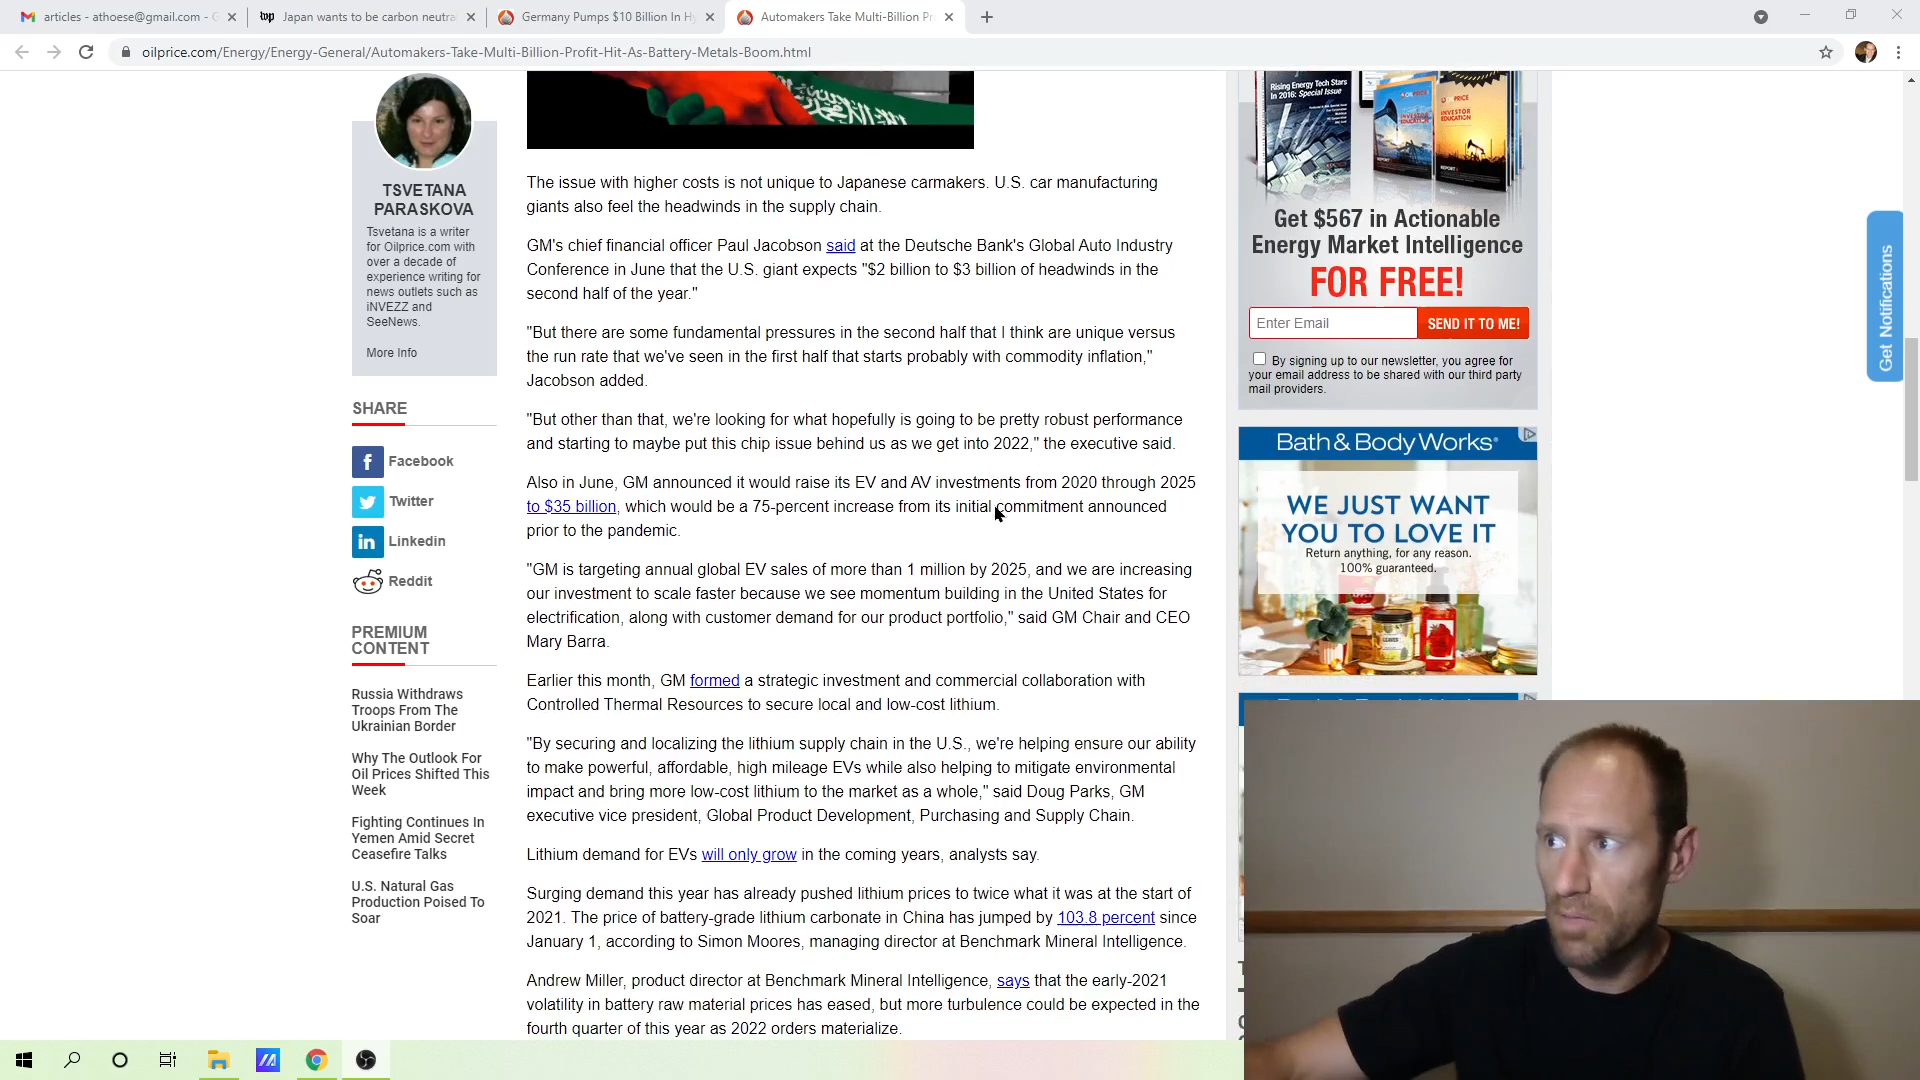 articles - athoese@gmail.com - G
Japan wants to be carbon neutral
Germany Pumps $10 Billion In Hy
Automakers Take Multi-Billion Pr
oilprice.com/Energy/Energy-General/Automakers-Take-Multi-Billion-Profit-Hit-As-Battery-Metals-Boom.html
TSVETANA
PARASKOVA
Tsvetana is a writer
for Oilprice.com with
over a decade of
experience writing for
news outlets such as
iNVEZZ and
SeeNews.
More Info
SHARE
Facebook
Twitter
Linkedin
Reddit
PREMIUM
CONTENT
Russia Withdraws
Troops From The
Ukrainian Border
Why The Outlook For
Oil Prices Shifted This
Week
Fighting Continues In
Yemen Amid Secret
Ceasefire Talks
U.S. Natural Gas
Production Poised To
Soar
The issue with higher costs is not unique to Japanese carmakers. U.S. car manufacturing
giants also feel the headwinds in the supply chain.
GM's chief financial officer Paul Jacobson said at the Deutsche Bank's Global Auto Industry
Conference in June that the U.S. giant expects "$2 billion to $3 billion of headwinds in the
second half of the year."
"But there are some fundamental pressures in the second half that I think are unique versus
the run rate that we've seen in the first half that starts probably with commodity inflation,"
Jacobson added.
"But other than that, we're looking for what hopefully is going to be pretty robust performance
and starting to maybe put this chip issue behind us as we get into 2022," the executive said.
Also in June, GM announced it would raise its EV and AV investments from 2020 through 2025
to $35 billion, which would be a 75-percent increase from its initial commitment announced
prior to the pandemic.
"GM is targeting annual global EV sales of more than 1 million by 2025, and we are increasing
our investment to scale faster because we see momentum building in the United States for
electrification, along with customer demand for our product portfolio," said GM Chair and CEO
Mary Barra.
Earlier this month, GM formed a strategic investment and commercial collaboration with
Controlled Thermal Resources to secure local and low-cost lithium.
"By securing and localizing the lithium supply chain in the U.S., we're helping ensure our ability
to make powerful, affordable, high mileage EVs while also helping to mitigate environmental
impact and bring more low-cost lithium to the market as a whole," said Doug Parks, GM
executive vice president, Global Product Development, Purchasing and Supply Chain.
Lithium demand for EVs will only grow in the coming years, analysts say.
Surging demand this year has already pushed lithium prices to twice what it was at the start of
2021. The price of battery-grade lithium carbonate in China has jumped by 103.8 percent since
January 1, according to Simon Moores, managing director at Benchmark Mineral Intelligence.
Andrew Miller, product director at Benchmark Mineral Intelligence, says that the early-2021
volatility in battery raw material prices has eased, but more turbulence could be expected in the
fourth quarter of this year as 2022 orders materialize.
Rising Energy Tech Stars
In 2016: Special Issue
INVESTOR
EDUCATION
INVESTOR
EDUCATION
Get $567 in Actionable
Energy Market Intelligence
FOR FREE!
Enter Email
SEND IT TO ME!
By signing up to our newsletter, you agree for
your email address to be shared with our third party
mail providers.
Bath & Body Works
WE JUST WANT
YOU TO LOVE IT
Return anything, for any reason.
100% guaranteed.
Get Notifications